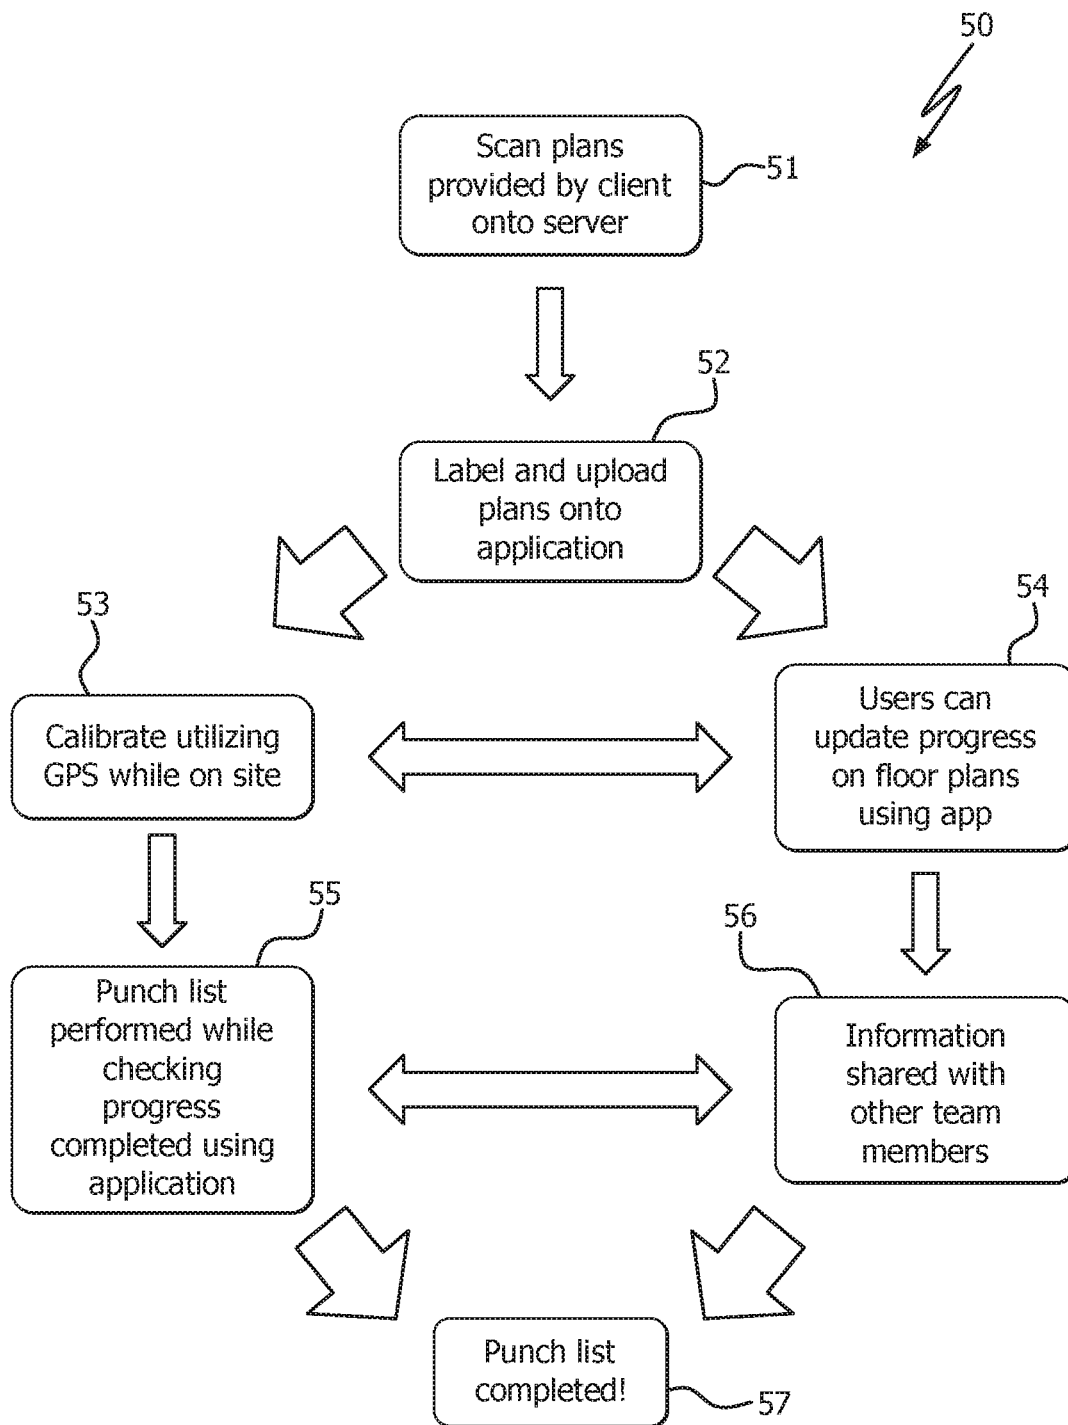 50
Scan plans
provided by client
onto server
51
52
Label and upload
plans onto
application
53
54
Calibrate utilizing
GPS while on site
Users can
update progress
on floor plans
using app
55
56
Punch list
performed while
checking
progress
completed using
application
Information
shared with
other team
members
Punch list
completed!
57